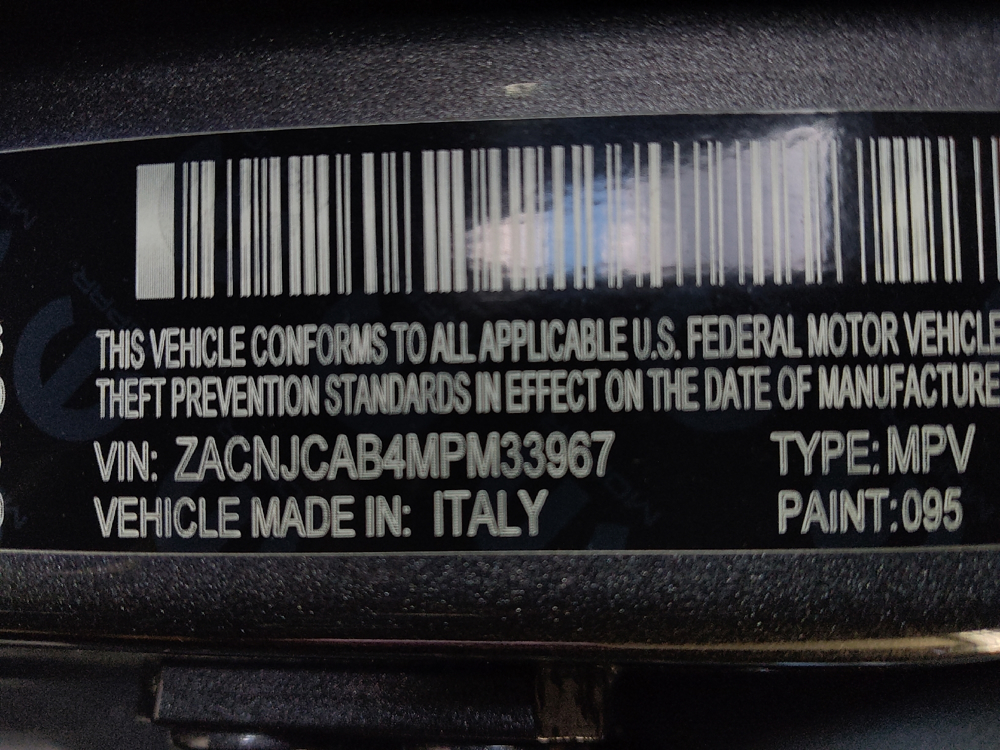 THIS VEHICLE CONFORMS TO ALL APPLICABLE U.S. FEDERAL MOTOR VEHICLE
THEFT PREVENTION STANDARDS IN EFFECT ON THE DATE OF MANUFACTURE
VIN: ZACNJCAB4MPM33967 TYPE: MPV
VEHICLE MADE IN: ITALY PAINT: 095